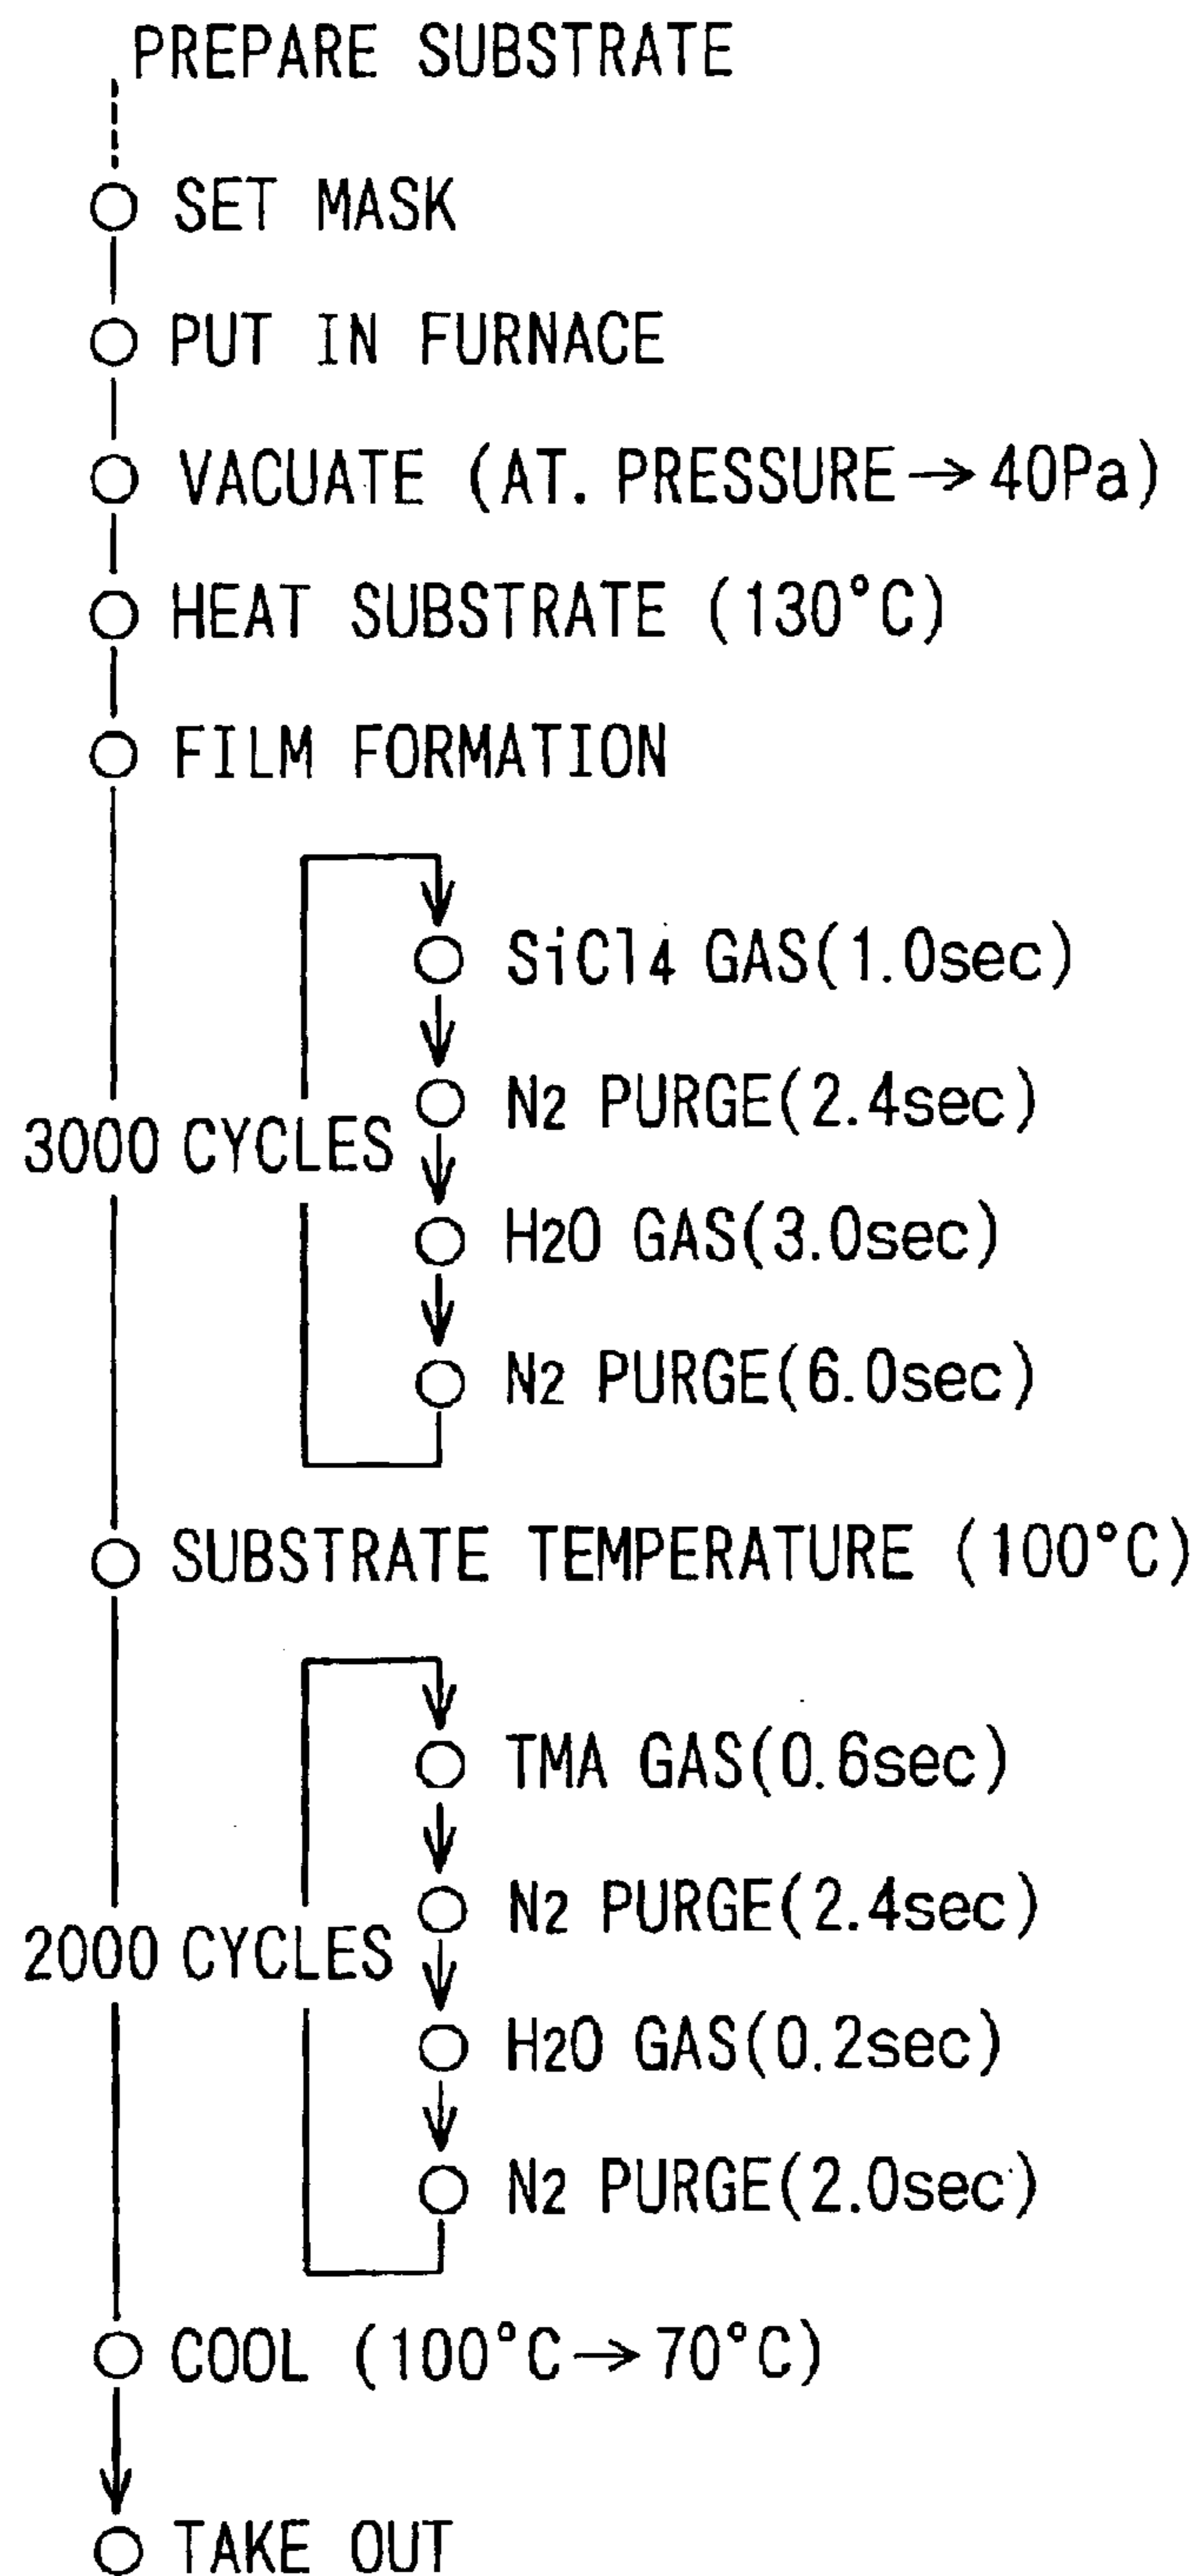 PREPARE SUBSTRATE
SET MASK
PUT IN FURNACE
VACUATE (AT. PRESSURE→40Pa)
HEAT SUBSTRATE (130°C)
FILM FORMATION
SiCl4 GAS(1.0sec)
N2 PURGE(2.4sec)
3000 CYCLES
H2O GAS(3.0sec)
N2 PURGE(6.0sec)
SUBSTRATE TEMPERATURE (100°C)
TMA GAS(0.6sec)
N2 PURGE(2.4sec)
2000 CYCLES
H2O GAS(0.2sec)
N2 PURGE(2.0sec)
COOL (100°C→70°C)
TAKE OUT